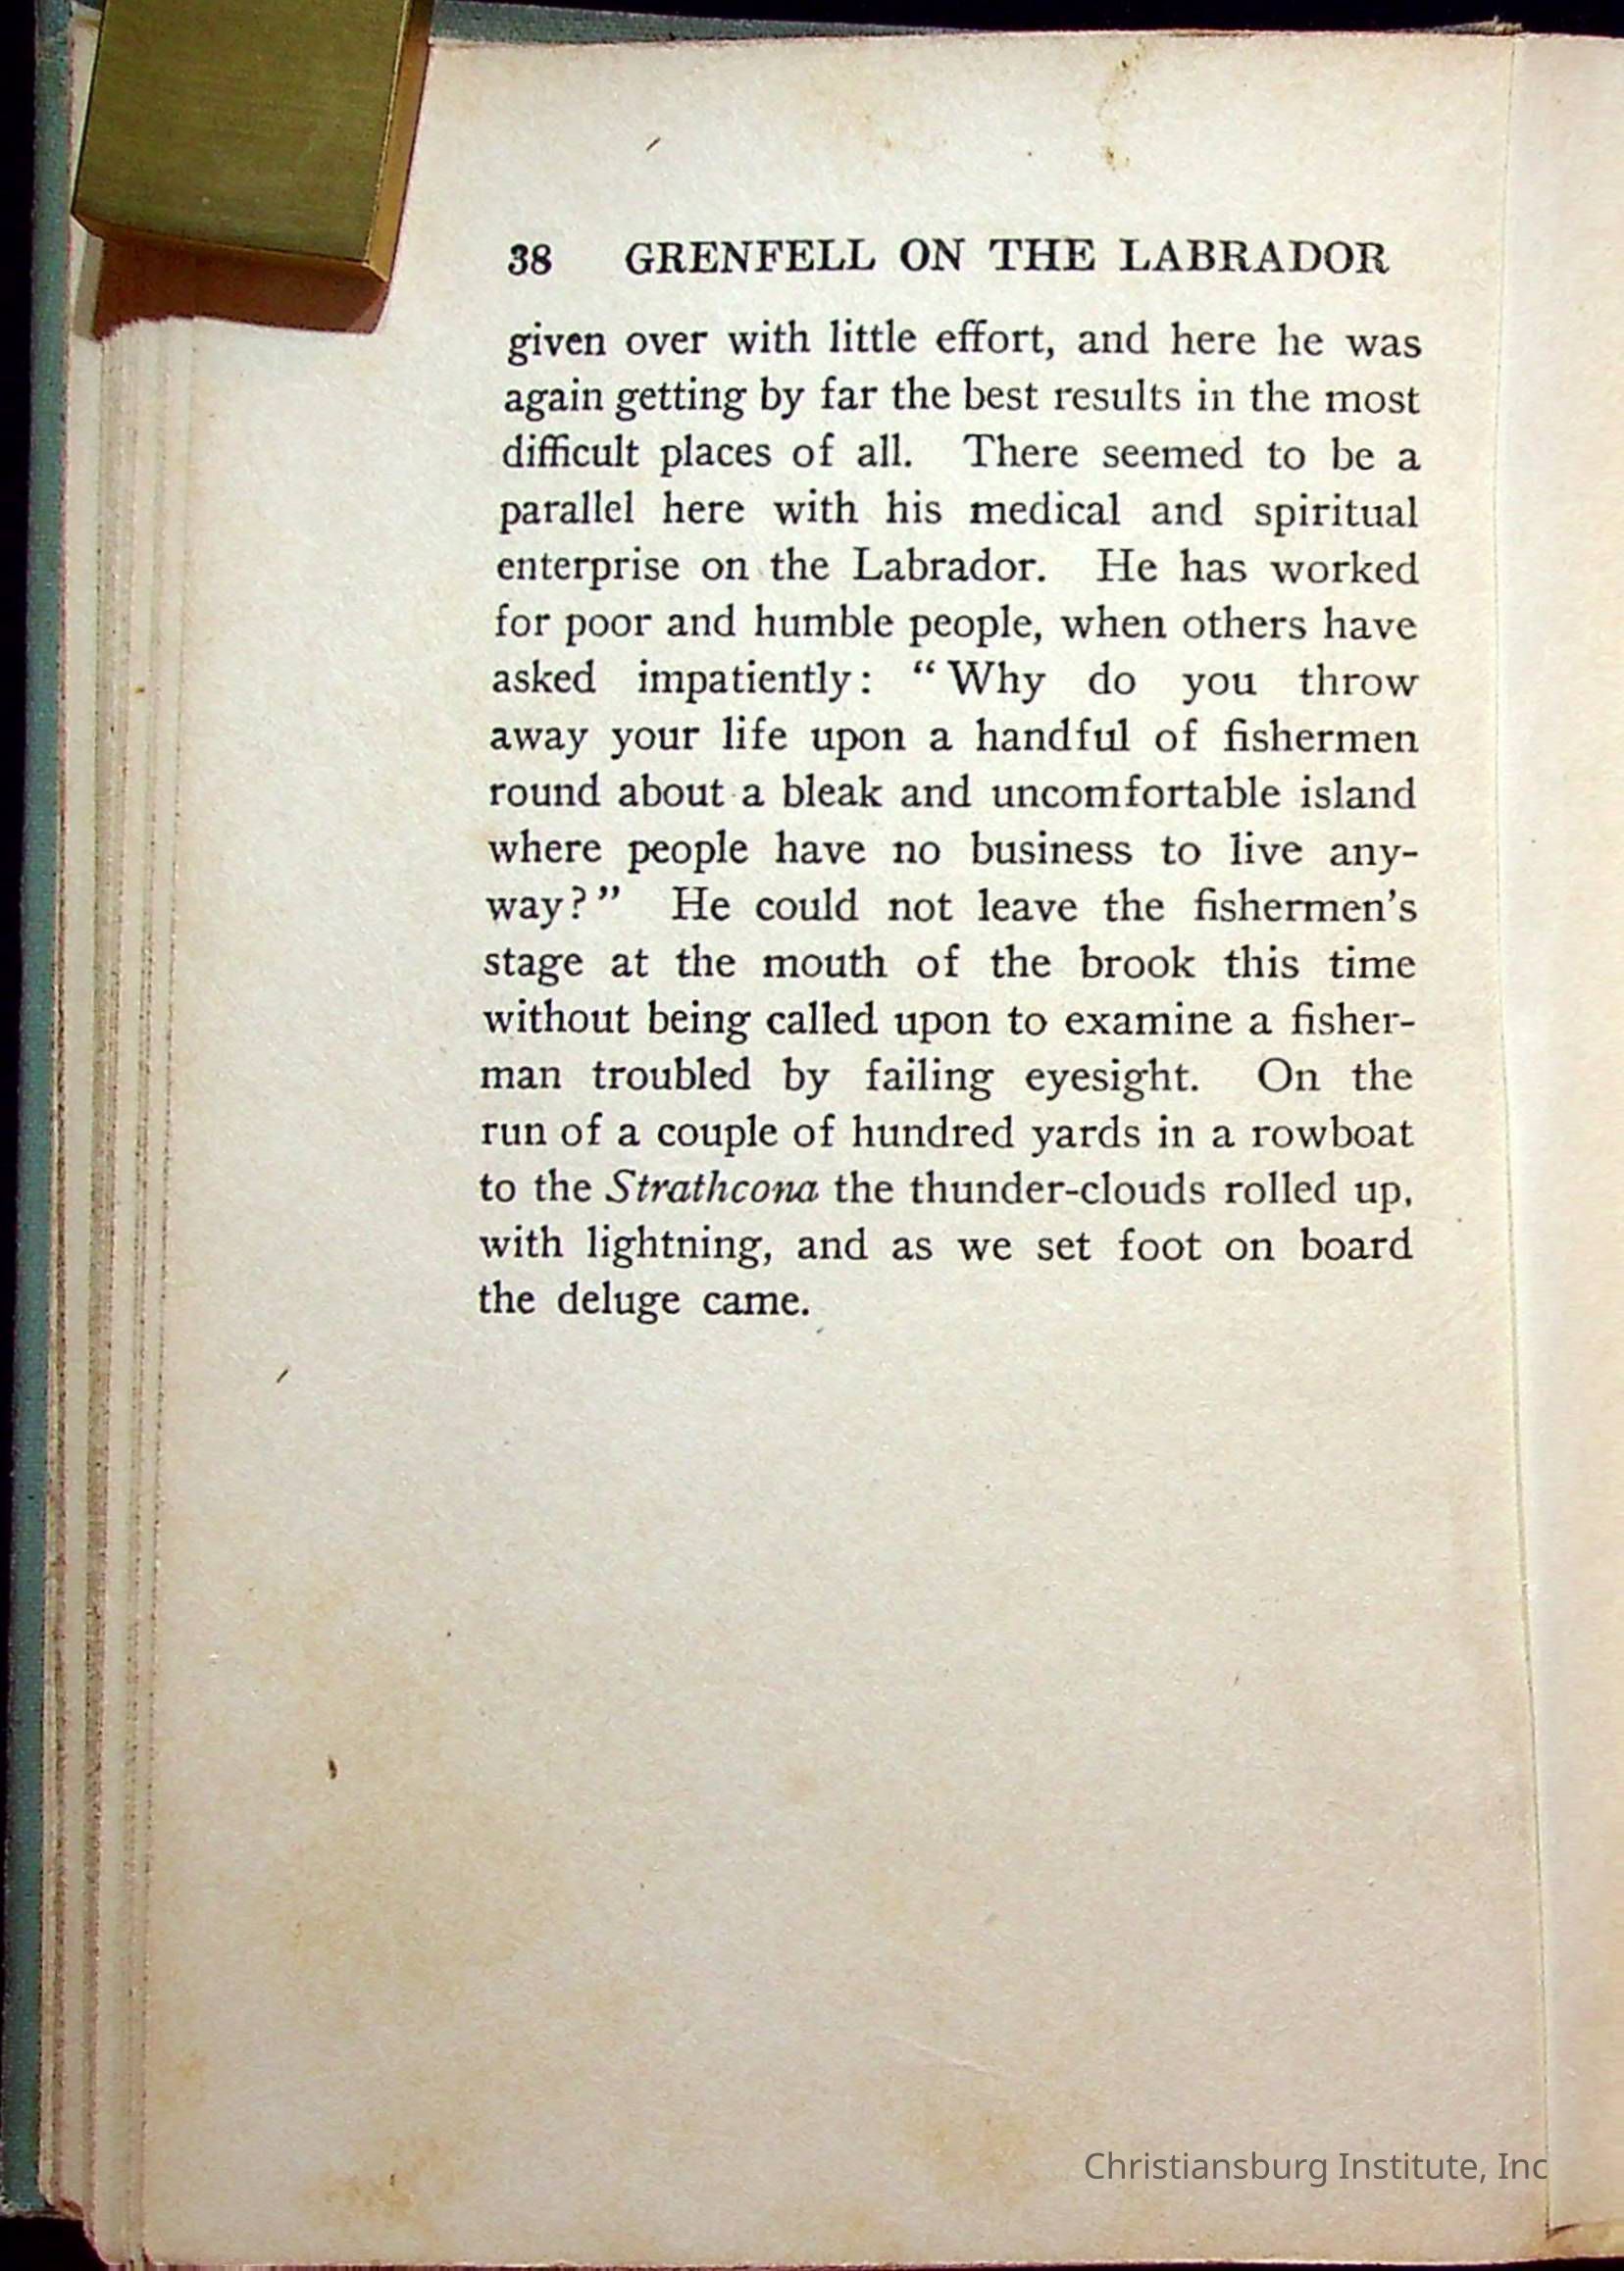 38 GRENFELL ON THE LABRADOR
given over with little effort, and here he was
again getting by far the best results in the most
difficult places of all. There seemed to be a
parallel here with his medical and spiritual
enterprise on the Labrador. He has worked
for poor and humble people, when others have
asked impatiently: “Why do you throw
away your life upon a handful of fishermen
round about a bleak and uncomfortable island
where people have no business to live any-
way?” He could not leave the fishermen’s
stage at the mouth of the brook this time
without being called upon to examine a fisher-
man troubled by failing eyesight. On the
run of a couple of hundred yards in a rowboat
to the Strathcona the thunder-clouds rolled up,
with lightning, and as we set foot on board
the deluge came.
Christiansburg Institute, Inc